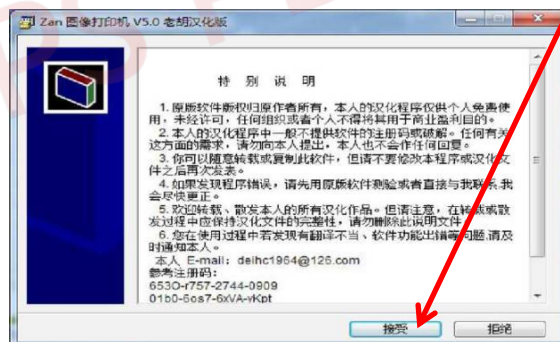 Zan 图像打印机 V5.0 老胡汉化版
特 别 说 明
1. 原版软件版权归原作者所有，本人的汉化程序仅供个人免费使
用，未经许可，任何组织或者个人不得将其用于商业盈利目的。
2. 本人的汉化程序中一般不提供软件的注册码或破解。任何有关
这方面的需求，请勿向本人提出，本人也不会作任何回复。
3. 你可以随意转载或复制此软件，但请不要修改本程序或汉化文
件之后再次发表。
4. 如果发现程序错误，请先用原版软件测验或者直接与我联系,我
会尽快更正。
5. 欢迎转载、散发本人的所有汉化作品。但请注意，在转载或散
发过程中应保持汉化文件的完整性，请勿删除此说明文件。
6. 您在使用过程中若发现有翻译不当、软件功能出错等问题,请及
时通知本人。
本人 E-mail: deihc1964@126.com
参考注册码:
653O-r757-2744-0909
01b0-6os7-6xVA-vKpt
接受
拒绝